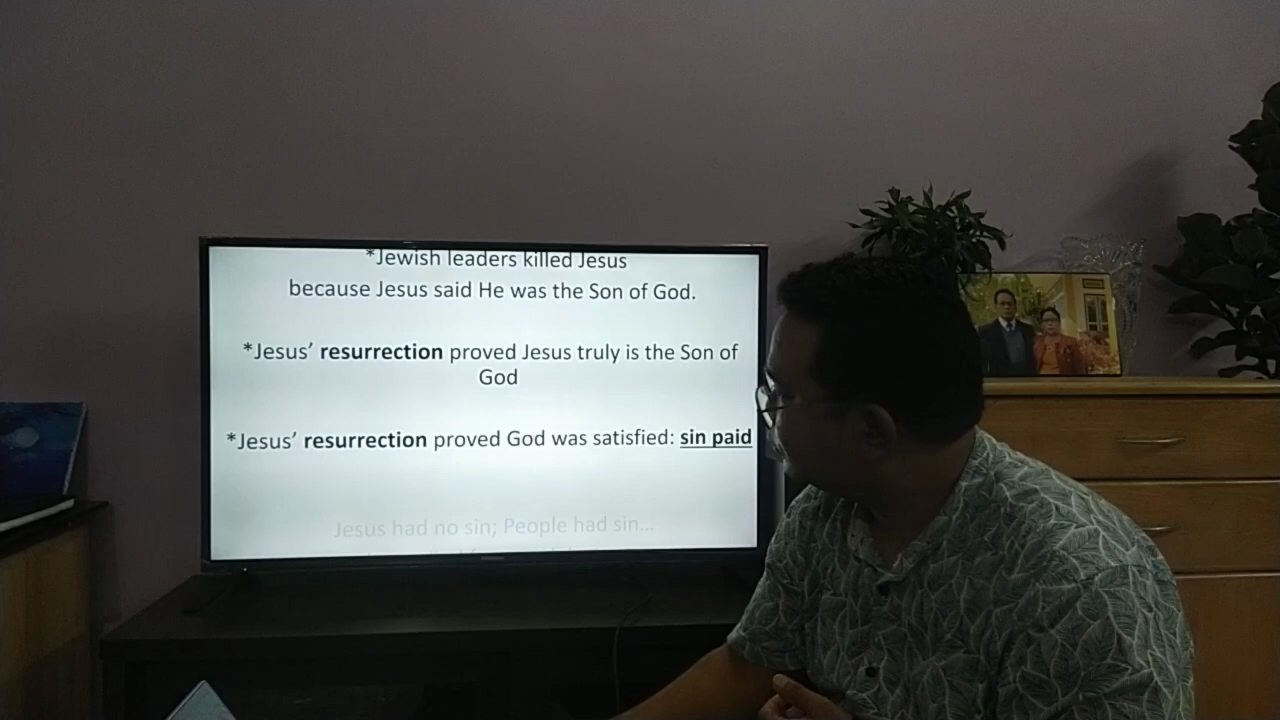 *Jewish leaders killed Jesus
because Jesus said He was the Son of God.
*Jesus’ resurrection proved Jesus truly is the Son of
God
*Jesus’ resurrection proved God was satisfied: sin paid
Jesus had no sin; People had sin...